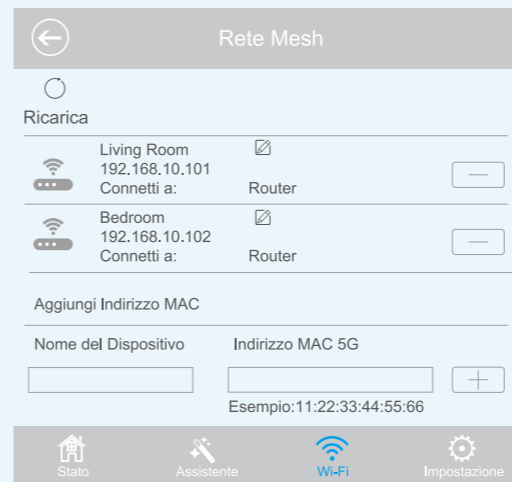 Rete Mesh
Ricarica
Living Room
192.168.10.101
Connetti a: Router
Bedroom
192.168.10.102
Connetti a: Router
Aggiungi Indirizzo MAC
Nome del Dispositivo Indirizzo MAC 5G
Esempio:11:22:33:44:55:66
Stato Assistente Wi-Fi Impostazione